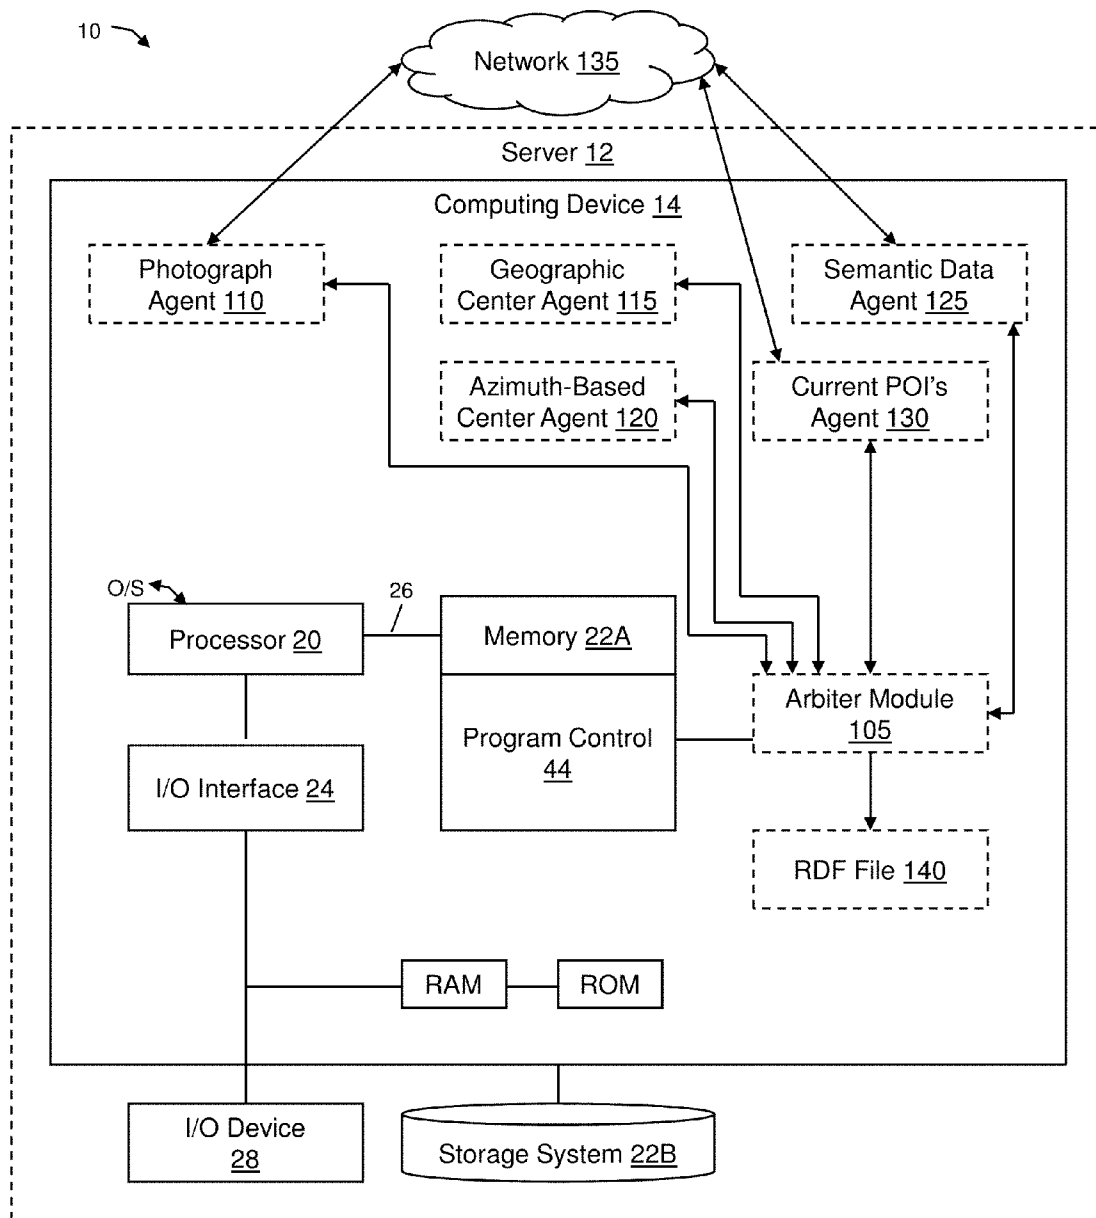 10
Network 135
Server 12
Computing Device 14
Photograph
Agent 110
Geographic
Center Agent 115
Semantic Data
Agent 125
Azimuth-Based
Center Agent 120
Current POI's
Agent 130
O/S
26
Processor 20
Memory 22A
Arbiter Module
105
Program Control
44
I/O Interface 24
RDF File 140
RAM
ROM
I/O Device
28
Storage System 22B